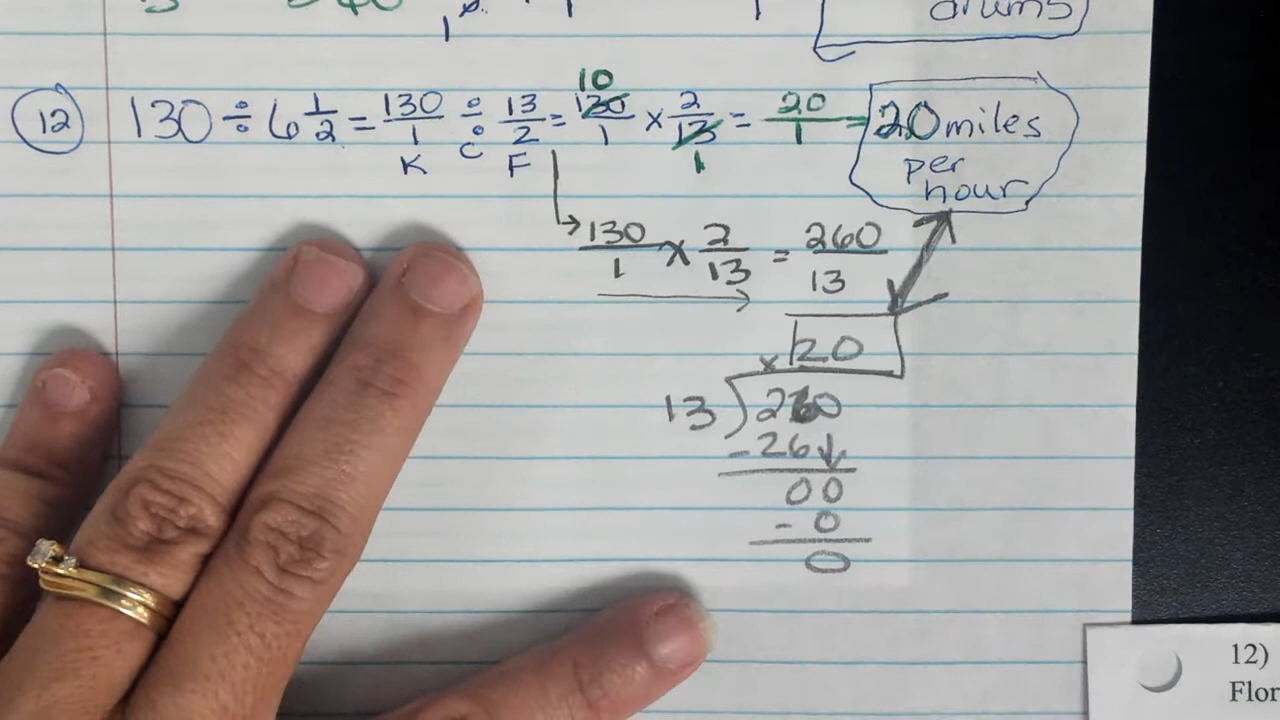 drums
12 130 ÷ 6 1/2 = 130/1 ÷ 13/2 = 130/1 × 2/13 = 20/1 = 20 miles
10
K C F 1 per
hour
130/1 × 2/13 = 260/13
× 20
13 ) 260
- 26 ↓
00
- 0
0
12)
Flor